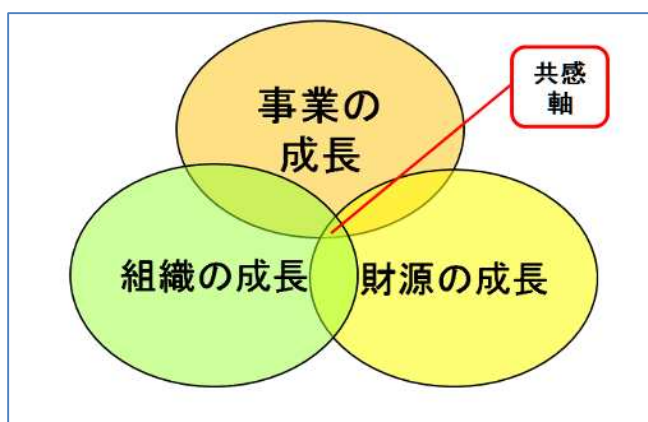 事業の
成長
共感
軸
組織の成長
財源の成長